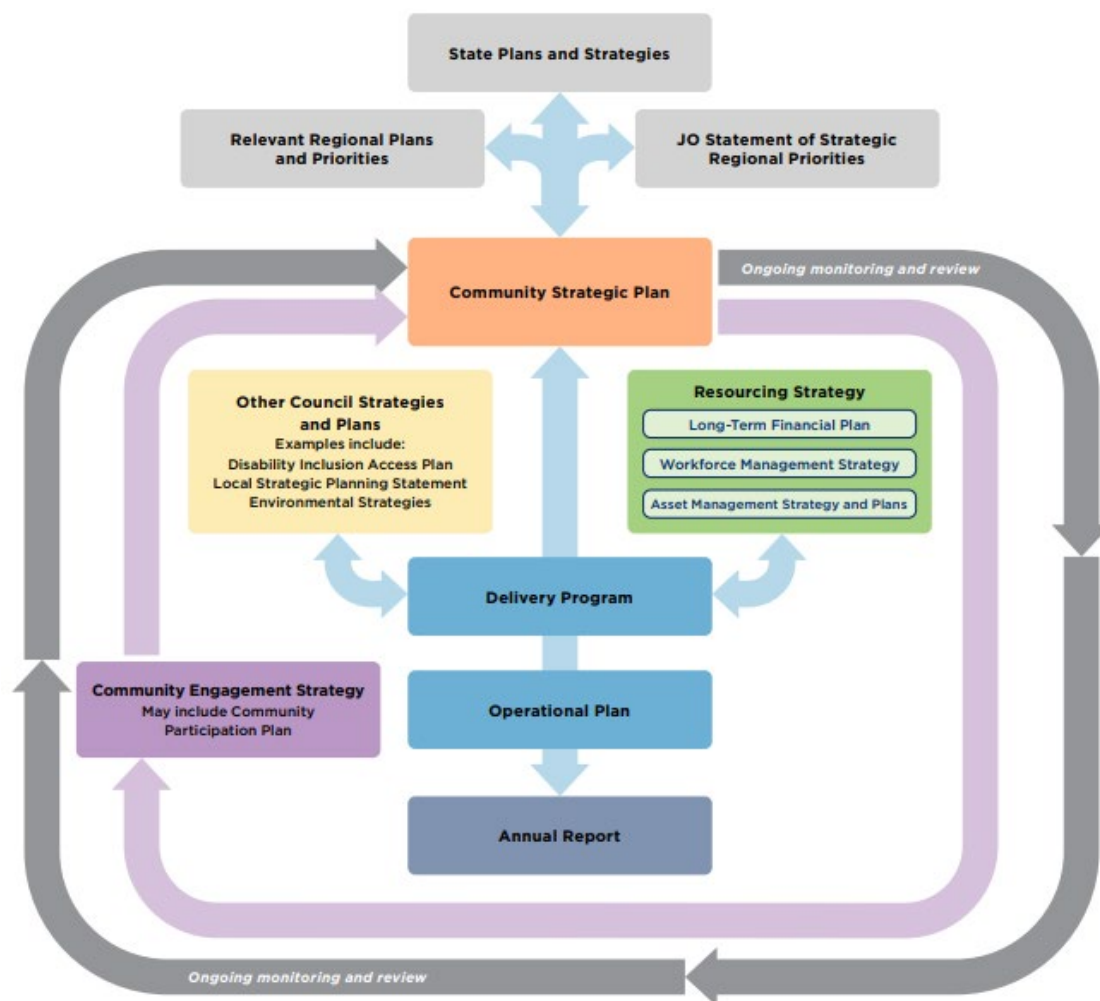 State Plans and Strategies
Relevant Regional Plans
and Priorities
JO Statement of Strategic
Regional Priorities
Ongoing monitoring and review
Community Strategic Plan
Other Council Strategies
and Plans
Examples include:
Disability Inclusion Access Plan
Local Strategic Planning Statement
Environmental Strategies
Resourcing Strategy
Long-Term Financial Plan
Workforce Management Strategy
Asset Management Strategy and Plans
Delivery Program
Community Engagement Strategy
May include Community
Participation Plan
Operational Plan
Annual Report
Ongoing monitoring and review